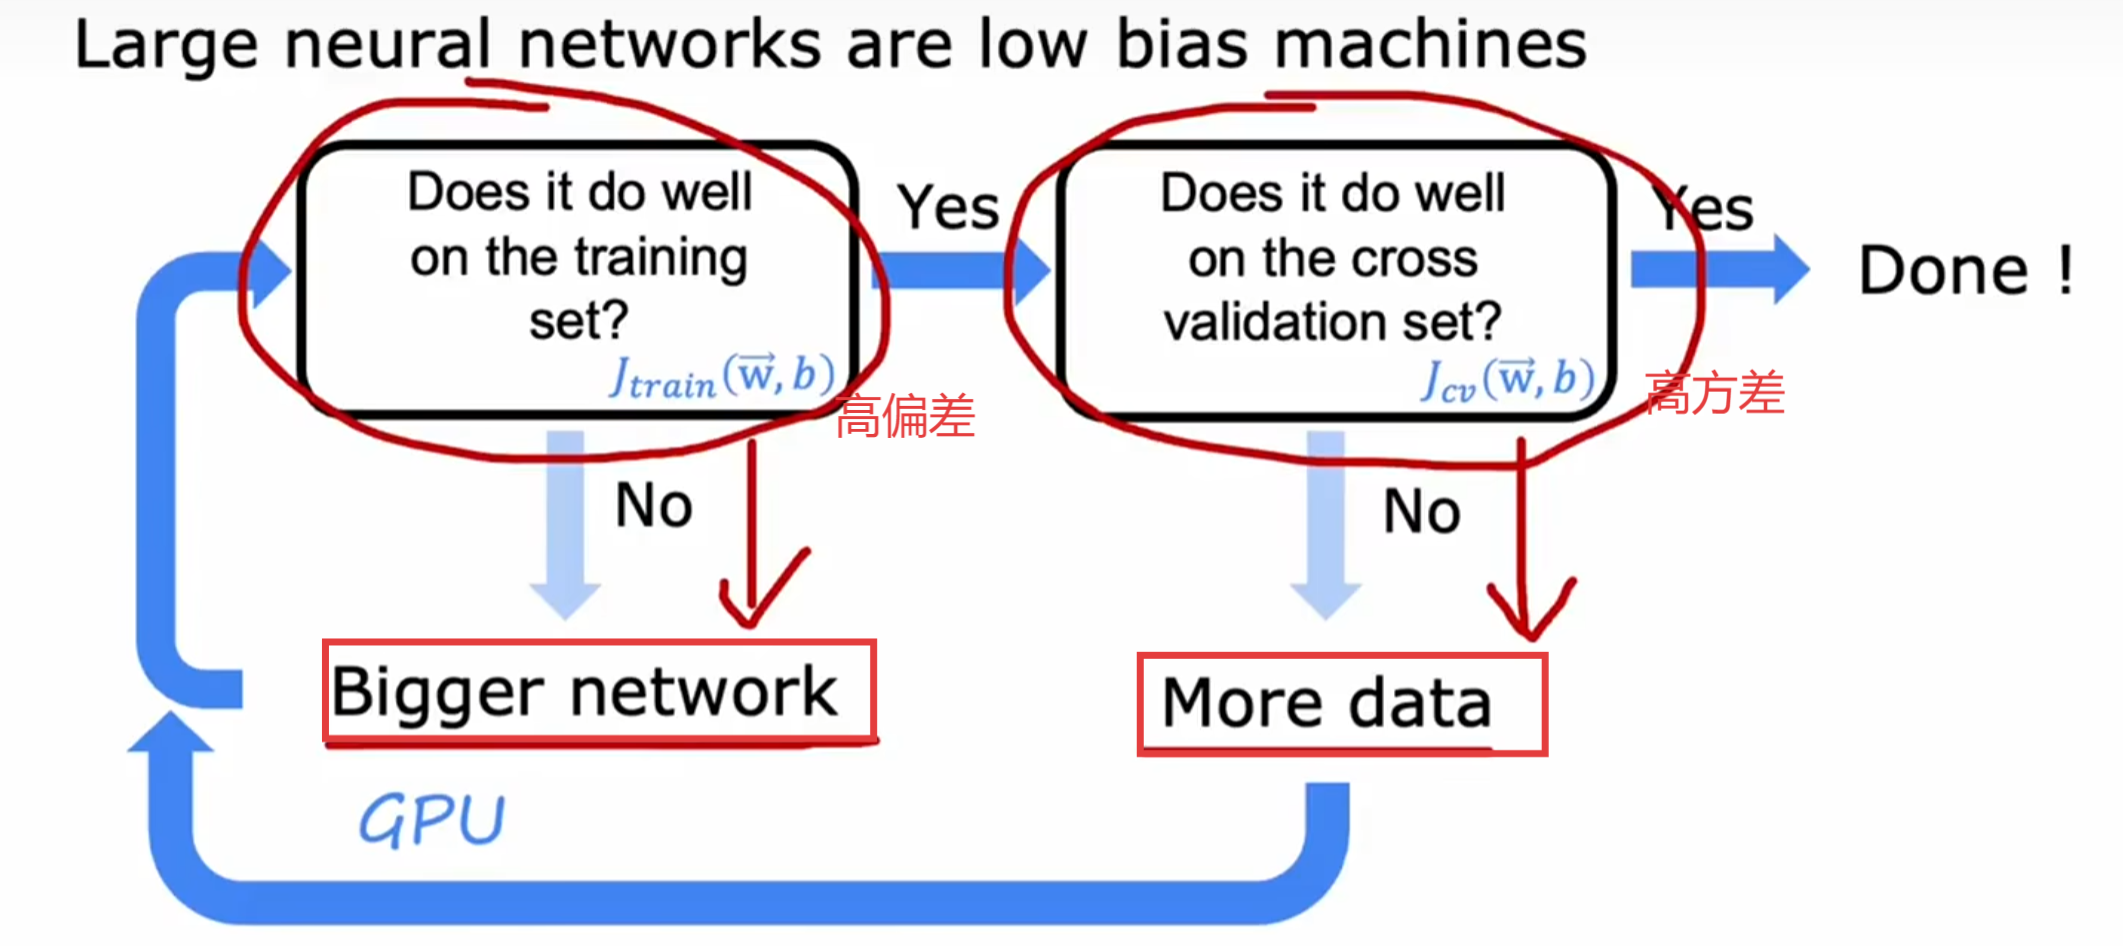 Large neural networks are low bias machines
Does it do well
on the training
set?
J_train(w⃗, b)
高偏差
Yes
Does it do well
on the cross
validation set?
J_cv(w⃗, b)
高方差
Yes
Done !
No
No
Bigger network
More data
GPU